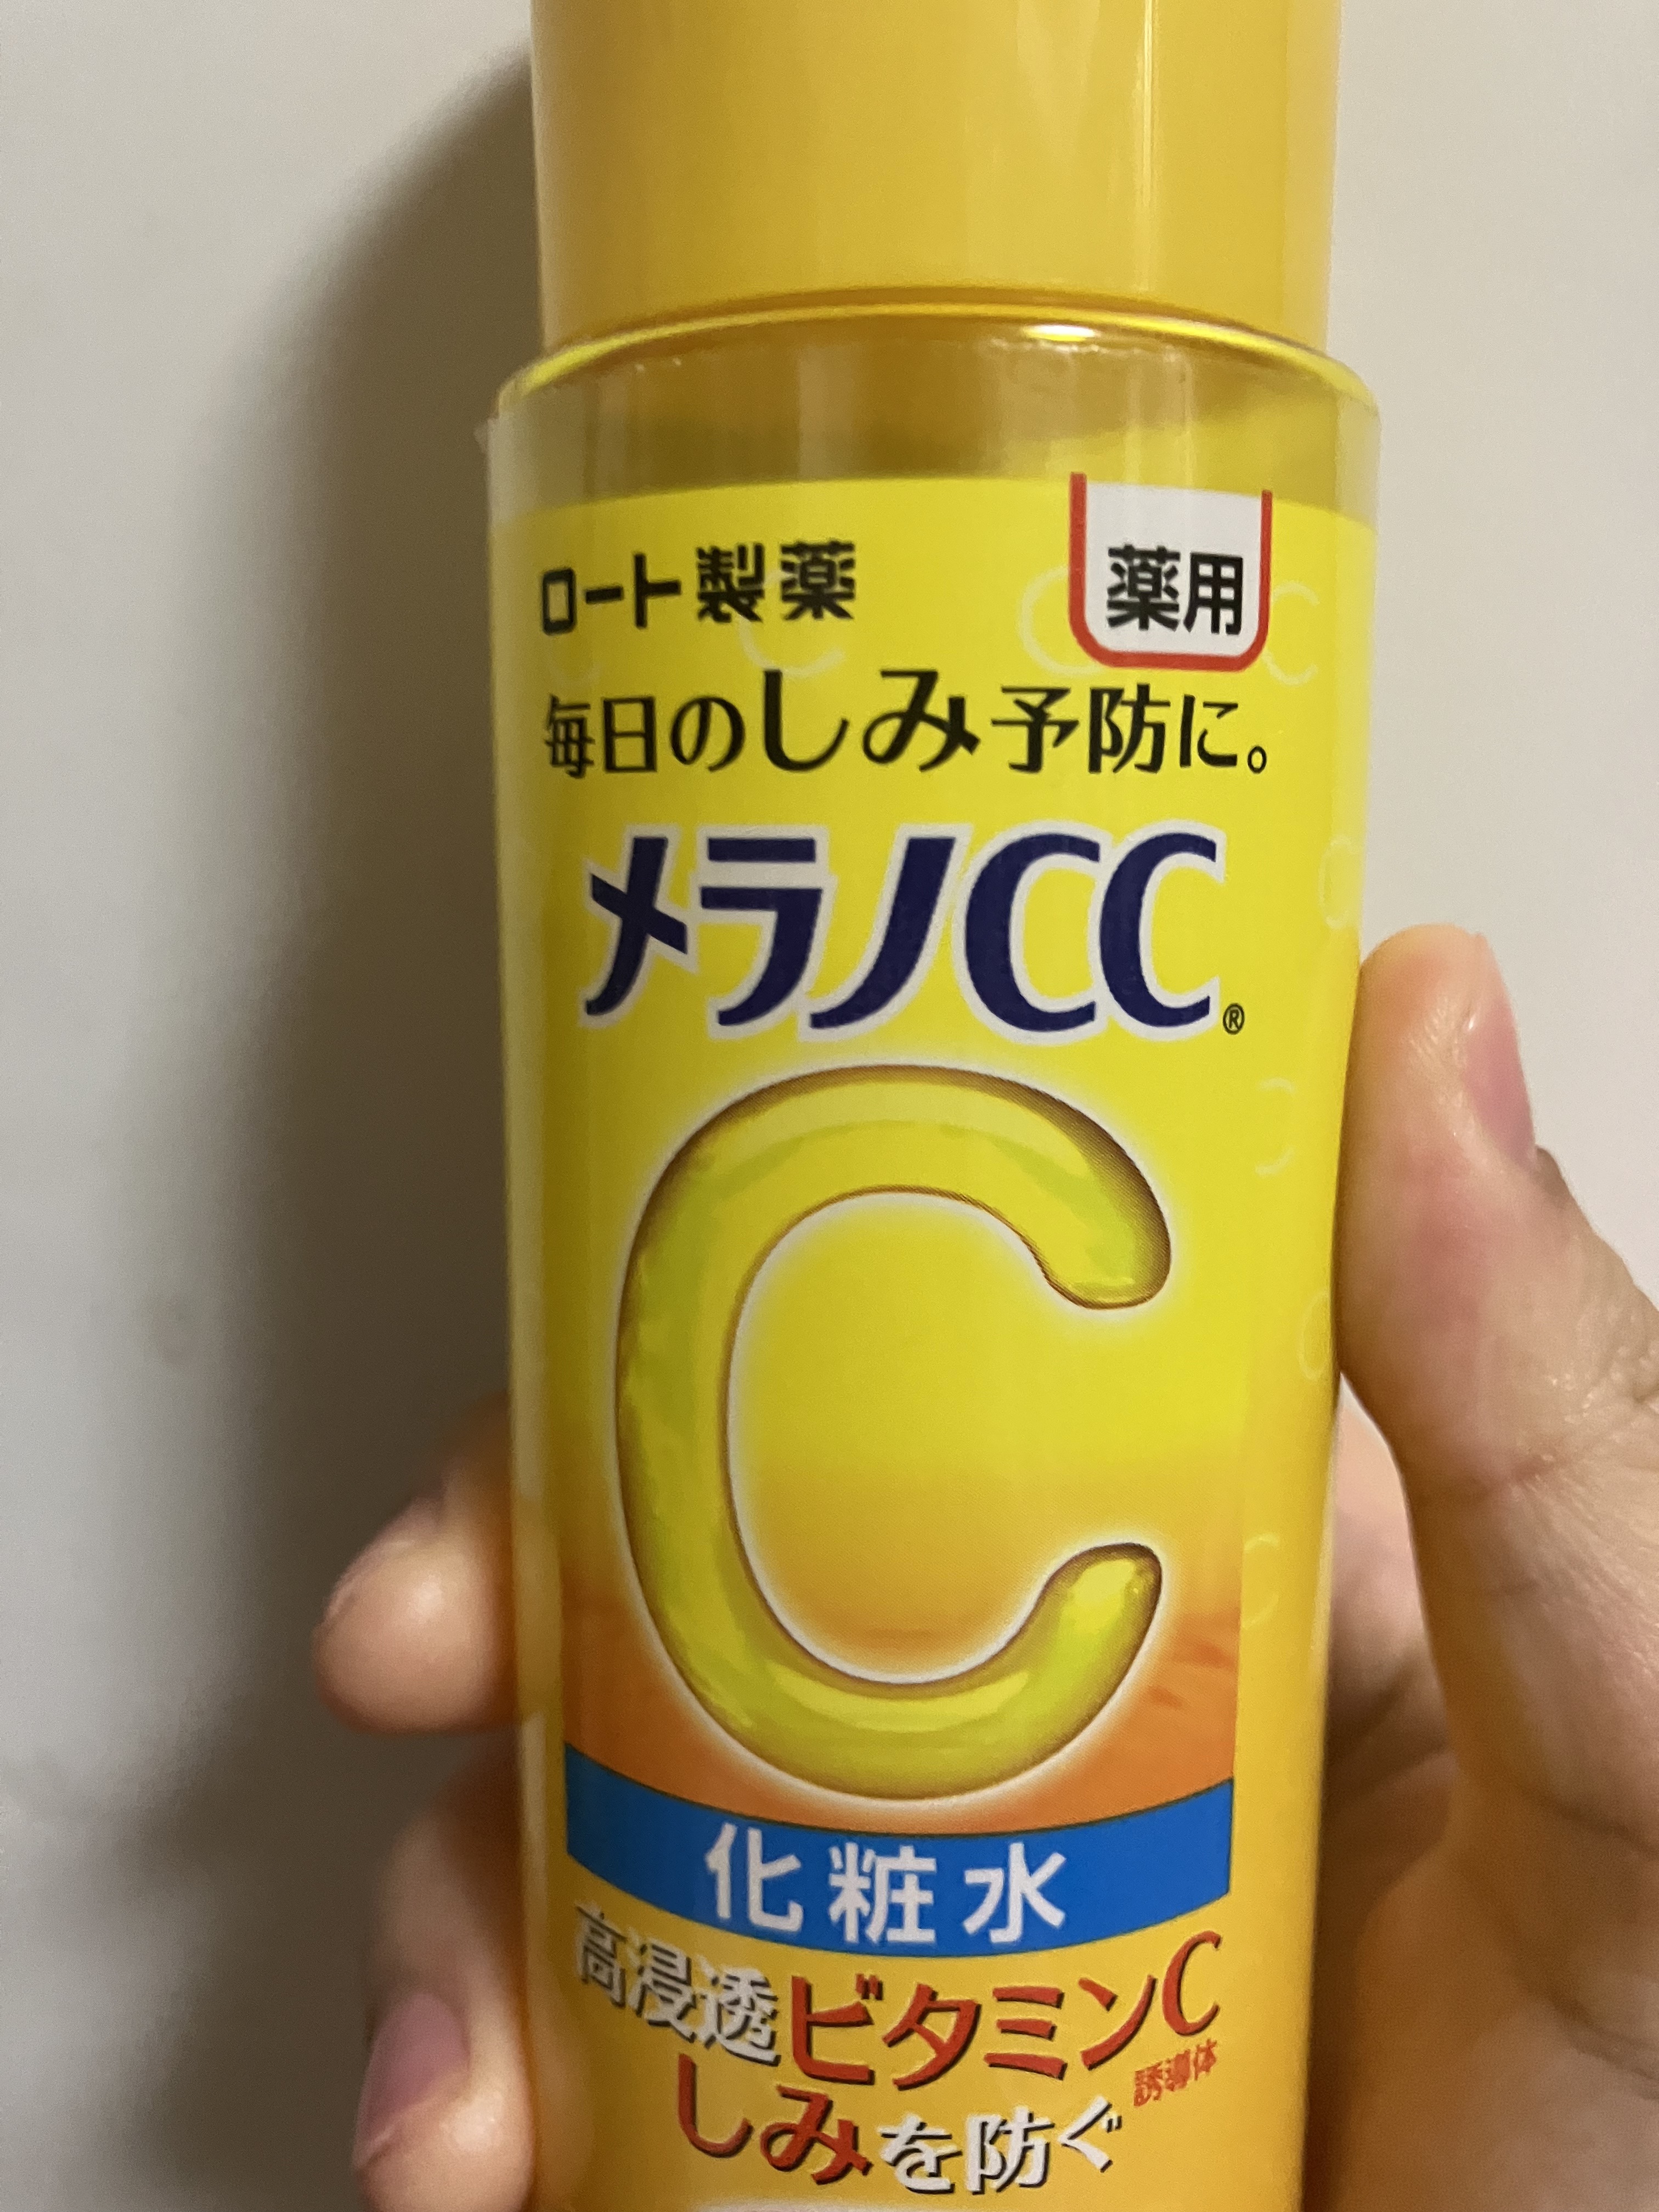 ロート製薬
薬用
毎日のしみ予防に。
メラノCC®
C
化粧水
高浸透ビタミンC
誘導体
しみを防ぐ